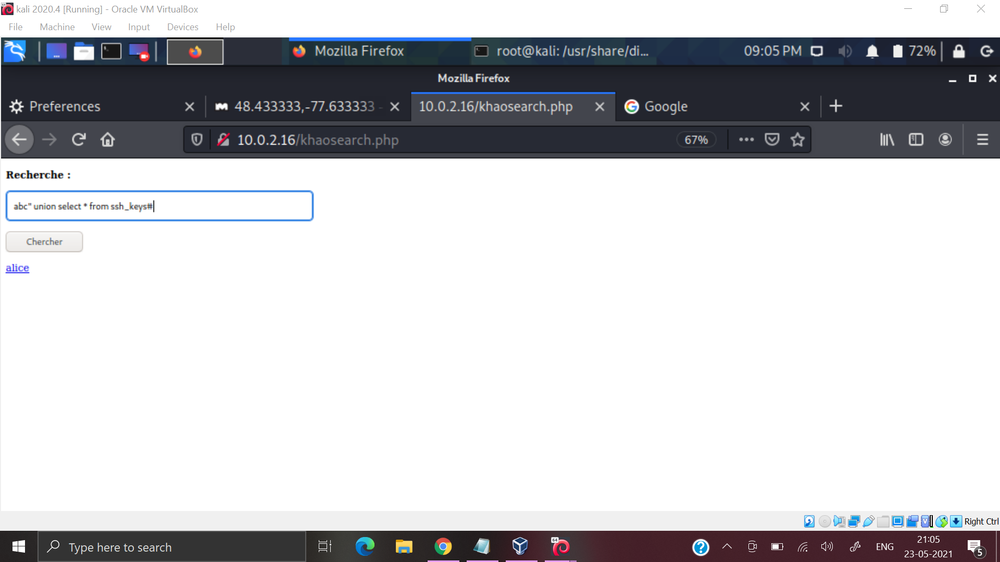 kali 2020.4 [Running] - Oracle VM VirtualBox
File Machine View Input Devices Help
Mozilla Firefox
root@kali: /usr/share/di...
09:05 PM
72%
Mozilla Firefox
Preferences
48.433333,-77.633333 -
10.0.2.16/khaosearch.php
Google
10.0.2.16/khaosearch.php
67%
Recherche :
abc" union select * from ssh_keys#
Chercher
alice
Right Ctrl
Type here to search
64
ENG
21:05
23-05-2021
5